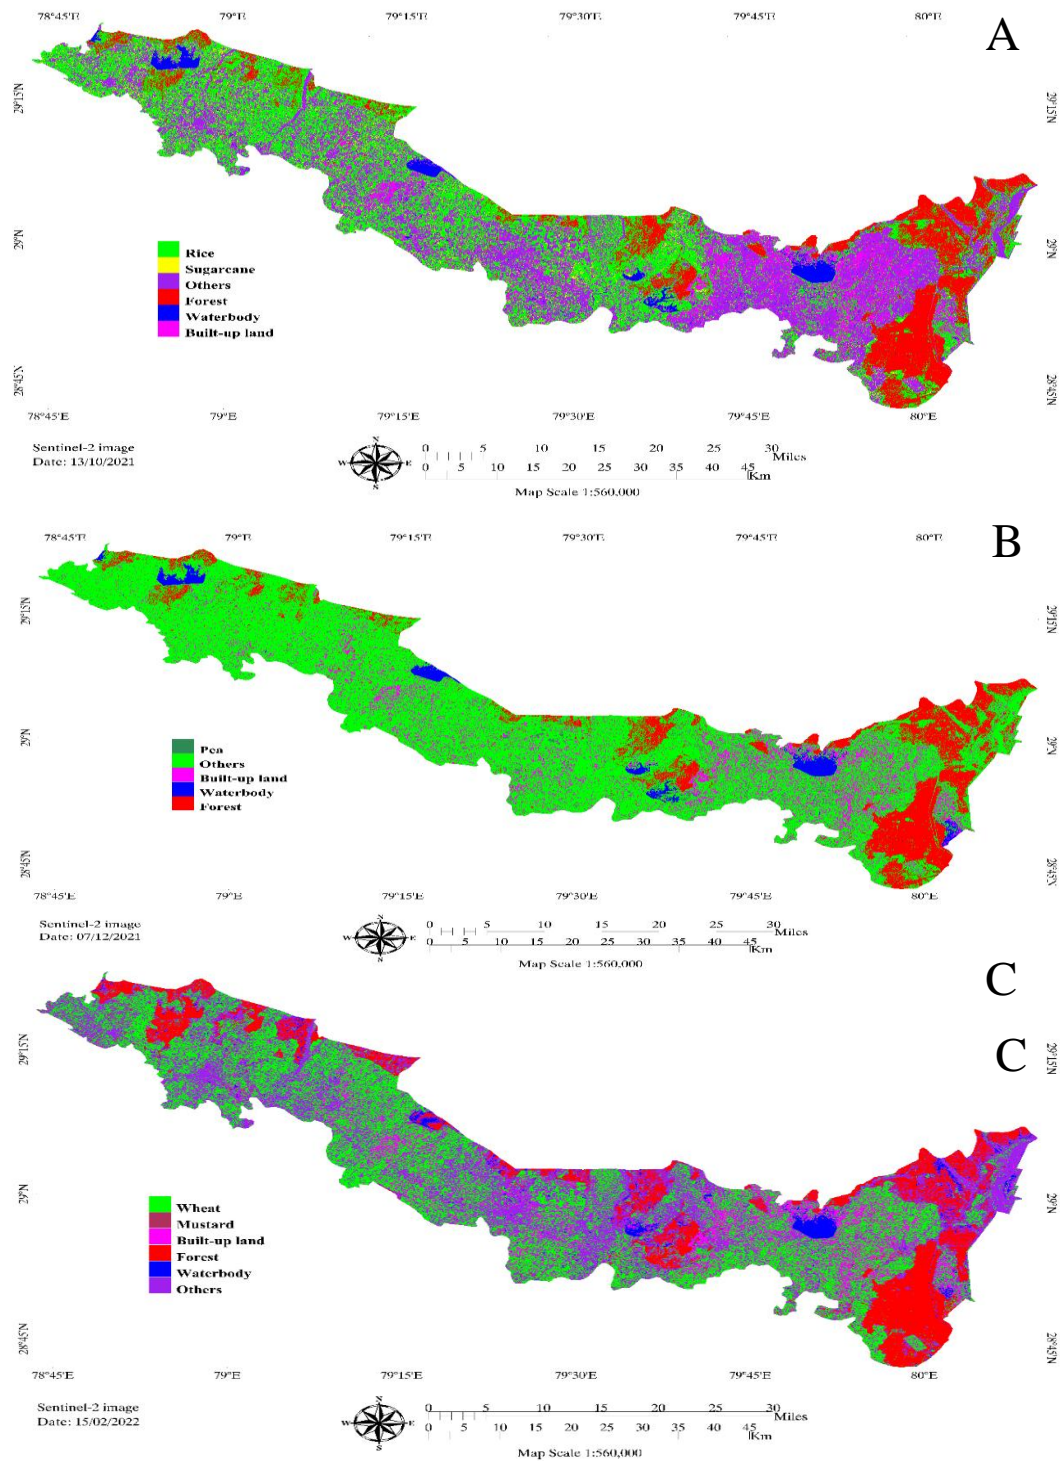 78°45'E 79°E 79°15'E 79°30'E 79°45'E 80°E
A
29°15'N 29°15'N
29°N 29°N
Rice
Sugarcane
Others
Forest
Waterbody
Built-up land
28°45'N 28°45'N
78°45'E 79°E 79°15'E 79°30'E 79°45'E 80°E
Sentinel-2 image
Date: 13/10/2021
N
W E
S
0 5 10 15 20 25 30
Miles
0 5 10 15 20 25 30 35 40 45
Km
Map Scale 1:560,000
78°45'E 79°E 79°15'E 79°30'E 79°45'E 80°E
B
29°15'N 29°15'N
29°N 29°N
Pea
Others
Built-up land
Waterbody
Forest
28°45'N 28°45'N
78°45'E 79°E 79°15'E 79°30'E 79°45'E 80°E
Sentinel-2 image
Date: 07/12/2021
N
W E
S
0 5 10 15 20 25 30
Miles
0 5 10 15 20 25 30 35 40 45
Km
Map Scale 1:560,000
C
C
29°15'N 29°15'N
29°N 29°N
Wheat
Mustard
Built-up land
Forest
Waterbody
Others
28°45'N 28°45'N
78°45'E 79°E 79°15'E 79°30'E 79°45'E 80°E
Sentinel-2 image
Date: 15/02/2022
N
W E
S
0 5 10 15 20 25 30
Miles
0 5 10 15 20 25 30 35 40 45
Km
Map Scale 1:560,000